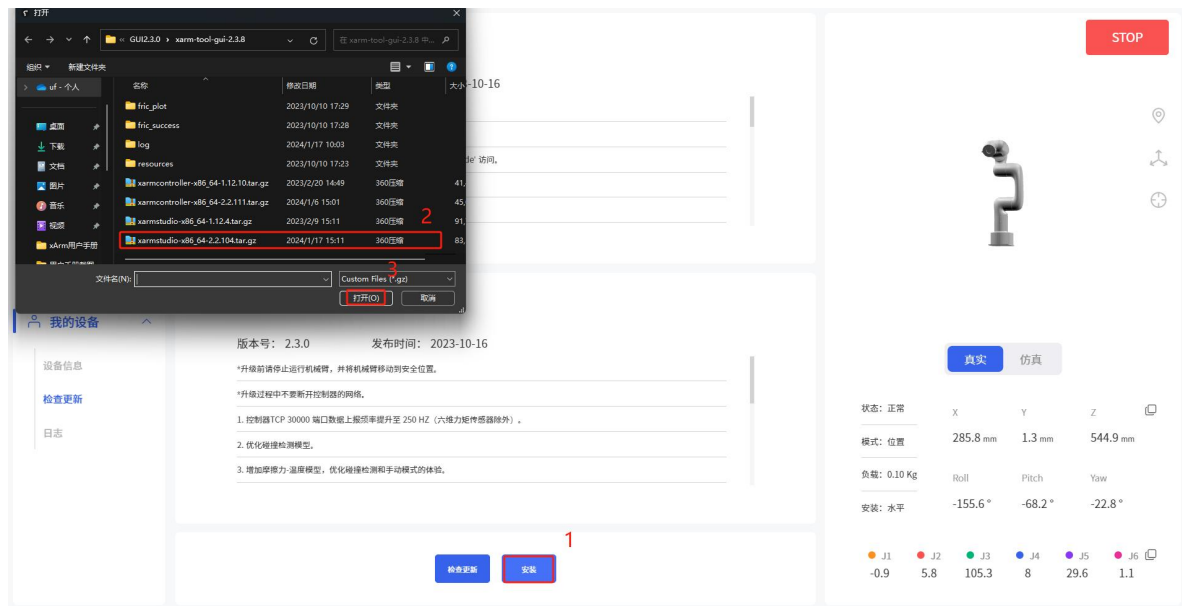 打开
GUI2.3.0 › xarm-tool-gui-2.3.8
在 xarm-tool-gui-2.3.8 中...
STOP
组织 新建文件夹
名称 修改日期 类型 大小
-10-16
uf - 个人
fric_plot 2023/10/10 17:29 文件夹
桌面
fric_success 2023/10/10 17:28 文件夹
下载
log 2024/1/17 10:03 文件夹
文档
resources 2023/10/10 17:23 文件夹
de' 访问。
图片
xarmcontroller-x86_64-1.12.10.tar.gz 2023/2/20 14:49 360压缩 41,
音乐
xarmcontroller-x86_64-2.2.111.tar.gz 2024/1/6 15:01 360压缩 45,
视频
xarmstudio-x86_64-1.12.4.tar.gz 2023/2/9 15:11 360压缩 91,
2
xArm用户手册
xarmstudio-x86_64-2.2.104.tar.gz 2024/1/17 15:11 360压缩 83,
3
文件名(N): Custom Files (*.gz)
打开(O) 取消
我的设备
设备信息
检查更新
日志
版本号： 2.3.0 发布时间： 2023-10-16
*升级前请停止运行机械臂，并将机械臂移动到安全位置。
*升级过程中不要断开控制器的网络。
1. 控制器TCP 30000 端口数据上报频率提升至 250 HZ（六维力矩传感器除外）。
2. 优化碰撞检测模型。
3. 增加摩擦力-温度模型，优化碰撞检测和手动模式的体验。
1
检查更新 安装
真实 仿真
状态：正常
模式：位置
负载：0.10 Kg
安装：水平
X Y Z
285.8 mm 1.3 mm 544.9 mm
Roll Pitch Yaw
-155.6 ° -68.2 ° -22.8 °
J1 J2 J3 J4 J5 J6
-0.9 5.8 105.3 8 29.6 1.1